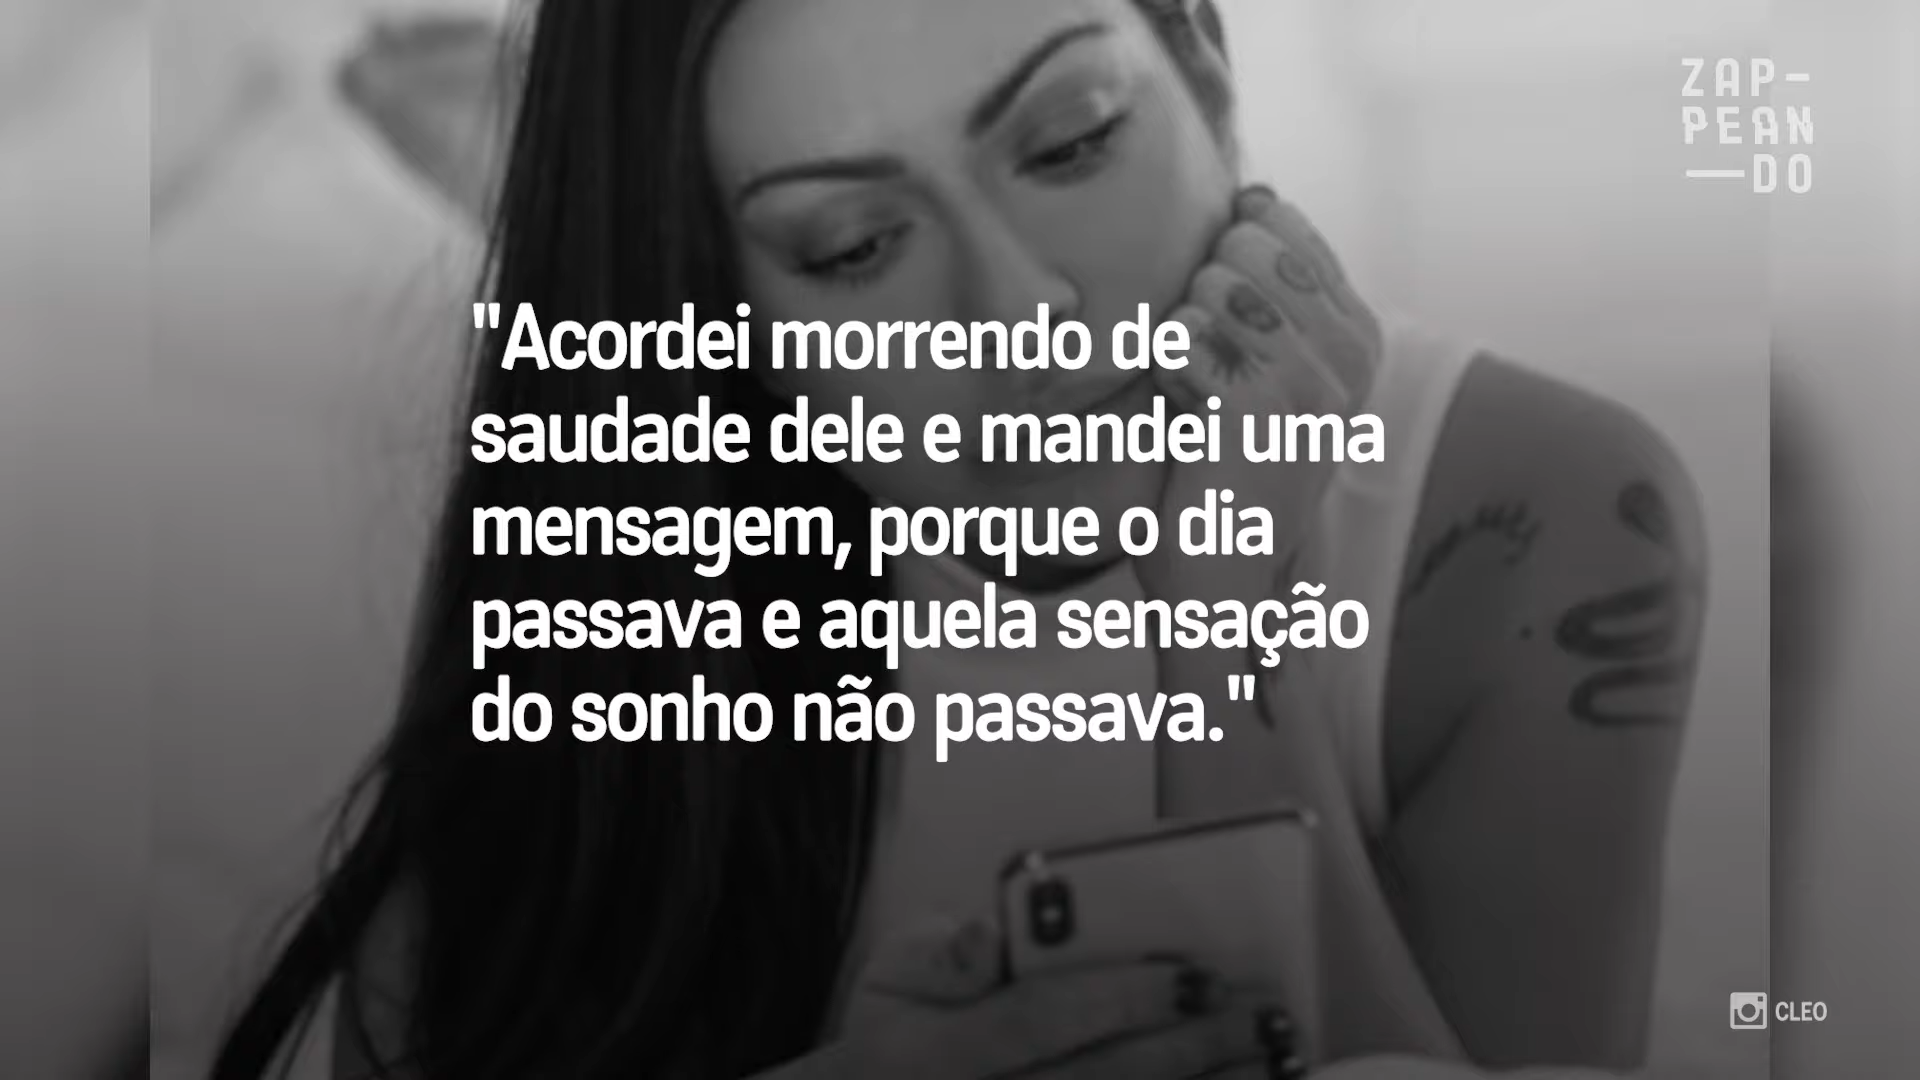 ZAP-
PEAN
—DO
"Acordei morrendo de
saudade dele e mandei uma
mensagem, porque o dia
passava e aquela sensação
do sonho não passava."
CLEO